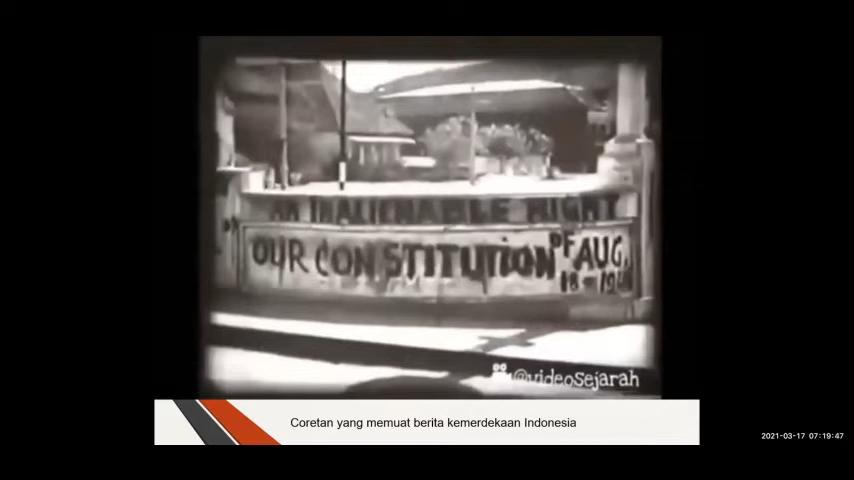 AN INALIENABLE RIGHT
OUR CONSTITUTION OF AUG.
18 - 19
@videosejarah
Coretan yang memuat berita kemerdekaan Indonesia
2021-03-17 07:19:47